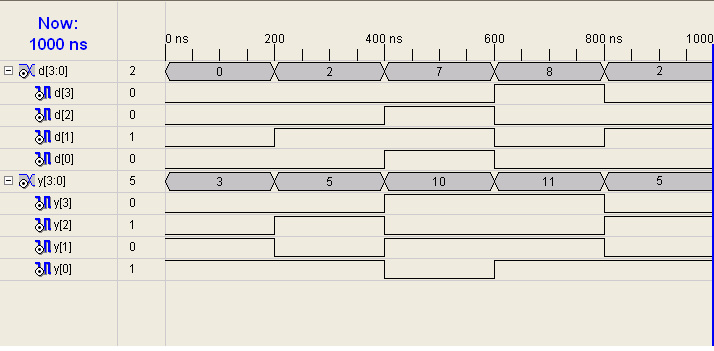 Now:
1000 ns
0 ns 200 400 ns 600 800 ns 1000
d[3:0] 2 0 2 7 8 2
d[3] 0
d[2] 0
d[1] 1
d[0] 0
y[3:0] 5 3 5 10 11 5
y[3] 0
y[2] 1
y[1] 0
y[0] 1